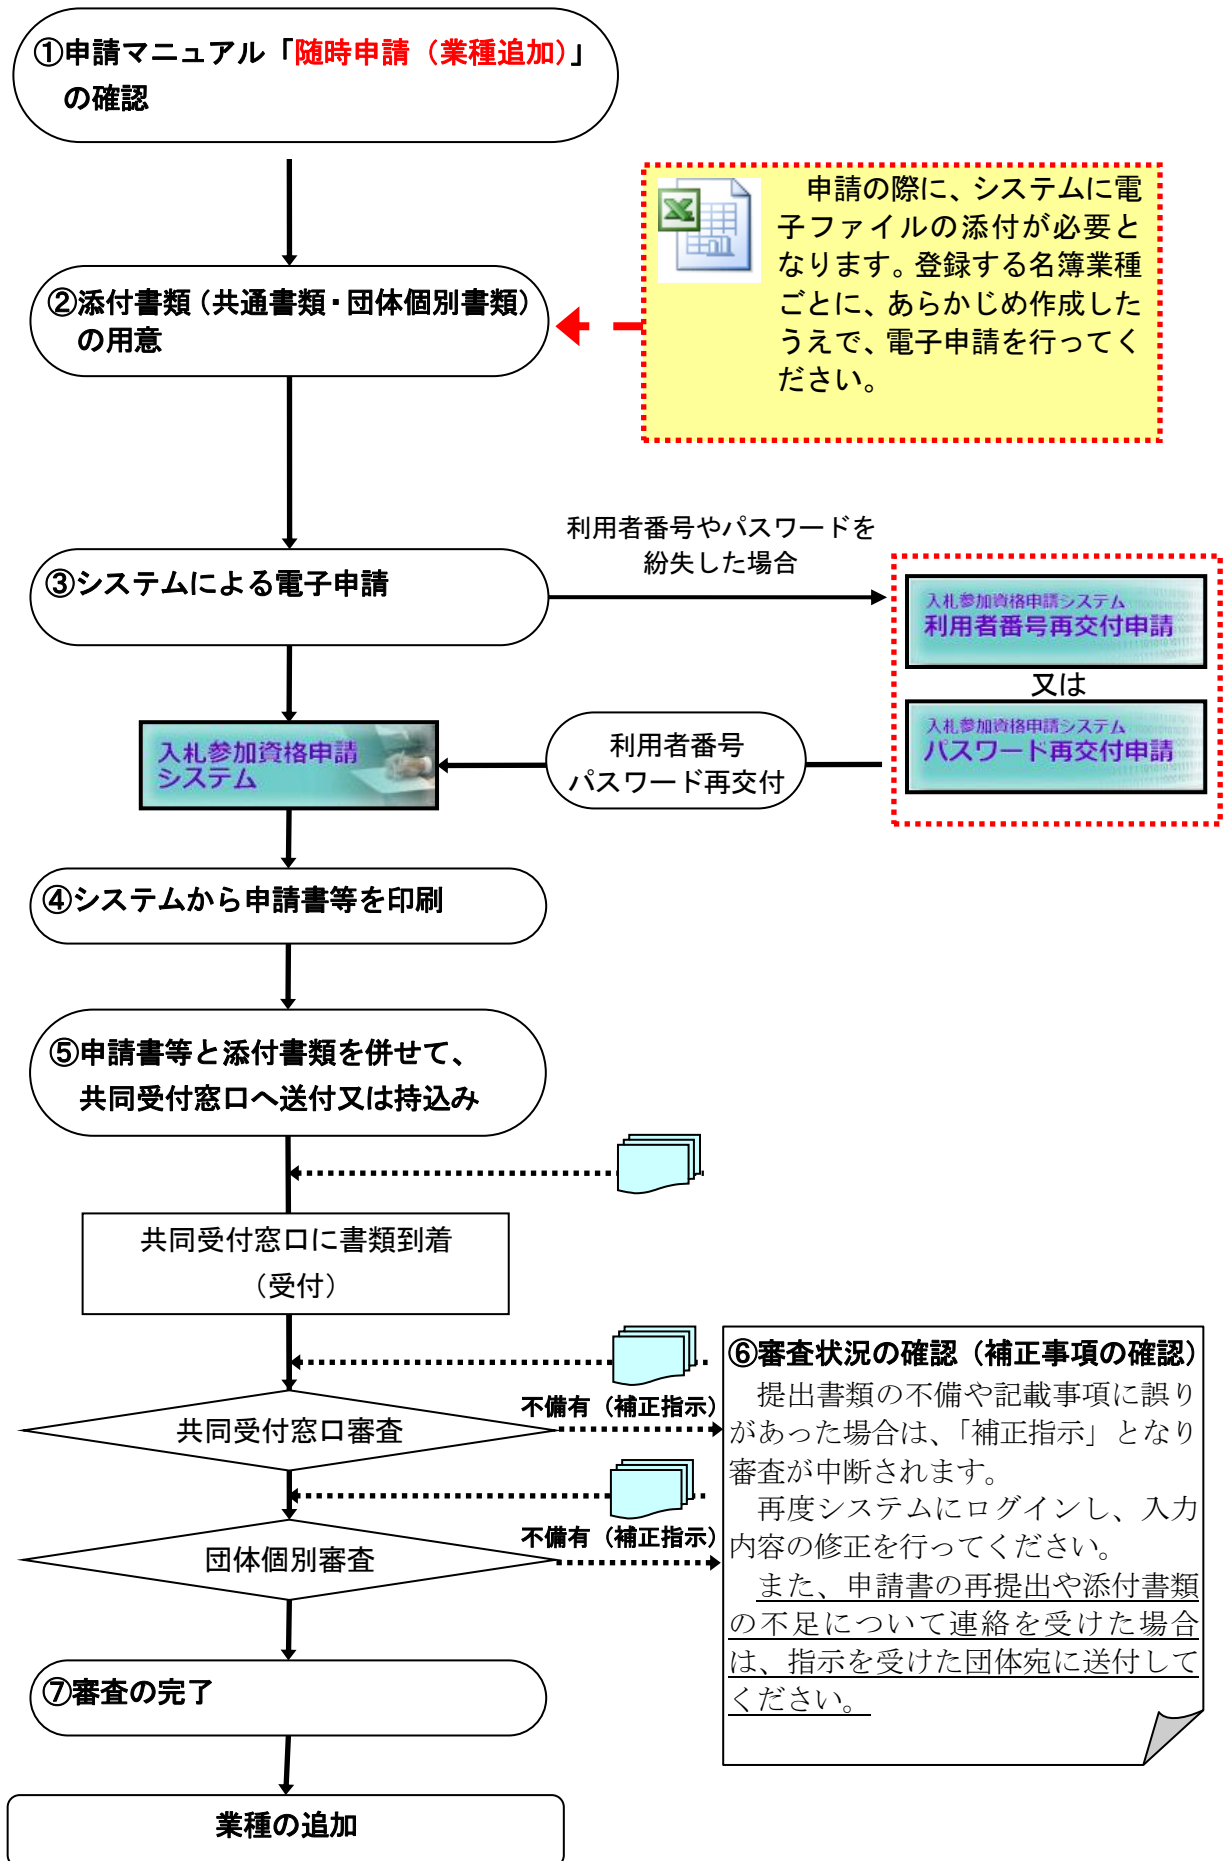 ①申請マニュアル「随時申請（業種追加）」
の確認
申請の際に、システムに電
子ファイルの添付が必要と
なります。登録する名簿業種
ごとに、あらかじめ作成した
うえで、電子申請を行ってく
ださい。
②添付書類（共通書類・団体個別書類）
の用意
利用者番号やパスワードを
紛失した場合
③システムによる電子申請
入札参加資格申請システム
利用者番号再交付申請
又は
入札参加資格申請システム
パスワード再交付申請
利用者番号
パスワード再交付
入札参加資格申請
システム
④システムから申請書等を印刷
⑤申請書等と添付書類を併せて、
共同受付窓口へ送付又は持込み
共同受付窓口に書類到着
（受付）
共同受付窓口審査
不備有（補正指示）
団体個別審査
不備有（補正指示）
⑥審査状況の確認（補正事項の確認）
提出書類の不備や記載事項に誤り
があった場合は、「補正指示」となり
審査が中断されます。
再度システムにログインし、入力
内容の修正を行ってください。
また、申請書の再提出や添付書類
の不足について連絡を受けた場合
は、指示を受けた団体宛に送付して
ください。
⑦審査の完了
業種の追加